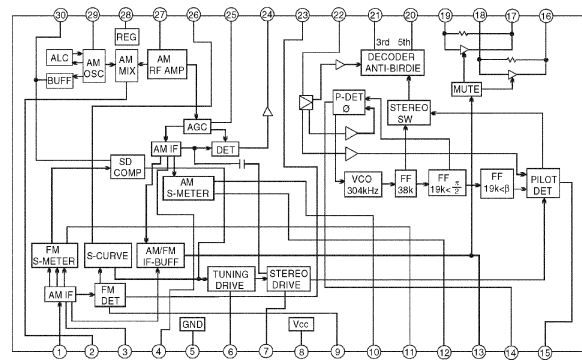 30 29 28 27 26 25 24 23 22 21 20 19 18 17 16
REG
3rd 5th
ALC
AM
OSC
AM
MIX
AM
RF AMP
DECODER
ANTI-BIRDIE
BUFF
P-DET
Ø
MUTE
AGC
STEREO
SW
AM IF
DET
SD
COMP
AM
S-METER
VCO
304kHz
FF
38k
FF
19k<π/2
FF
19k<β
PILOT
DET
FM
S-METER
S-CURVE
AM/FM
IF-BUFF
TUNING
DRIVE
STEREO
DRIVE
AM IF
FM
DET
GND
Vcc
1 2 3 4 5 6 7 8 9 10 11 12 13 14 15